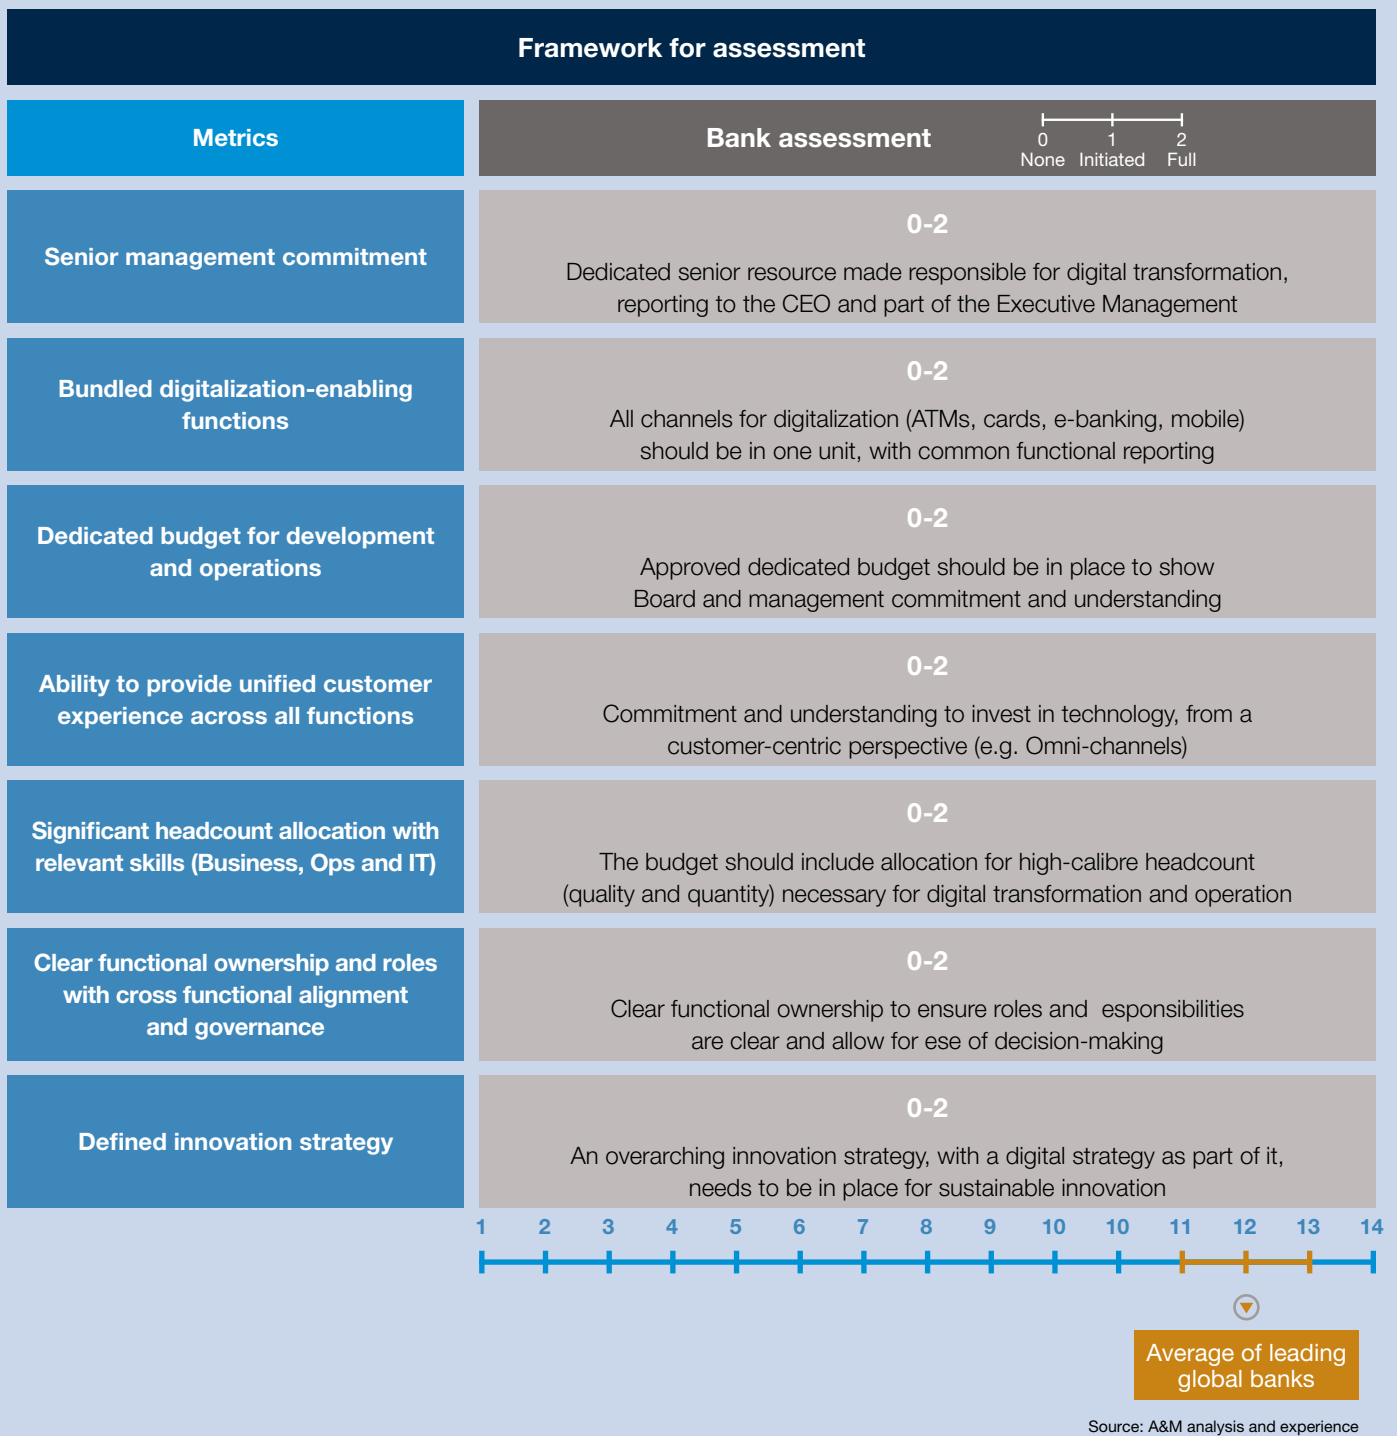 Framework for assessment
Metrics
Bank assessment
0 1 2
None Initiated Full
Senior management commitment
0-2
Dedicated senior resource made responsible for digital transformation,
reporting to the CEO and part of the Executive Management
Bundled digitalization-enabling
functions
0-2
All channels for digitalization (ATMs, cards, e-banking, mobile)
should be in one unit, with common functional reporting
Dedicated budget for development
and operations
0-2
Approved dedicated budget should be in place to show
Board and management commitment and understanding
Ability to provide unified customer
experience across all functions
0-2
Commitment and understanding to invest in technology, from a
customer-centric perspective (e.g. Omni-channels)
Significant headcount allocation with
relevant skills (Business, Ops and IT)
0-2
The budget should include allocation for high-calibre headcount
(quality and quantity) necessary for digital transformation and operation
Clear functional ownership and roles
with cross functional alignment
and governance
0-2
Clear functional ownership to ensure roles and esponsibilities
are clear and allow for ese of decision-making
Defined innovation strategy
0-2
An overarching innovation strategy, with a digital strategy as part of it,
needs to be in place for sustainable innovation
1 2 3 4 5 6 7 8 9 10 10 11 12 13 14
Average of leading
global banks
Source: A&M analysis and experience